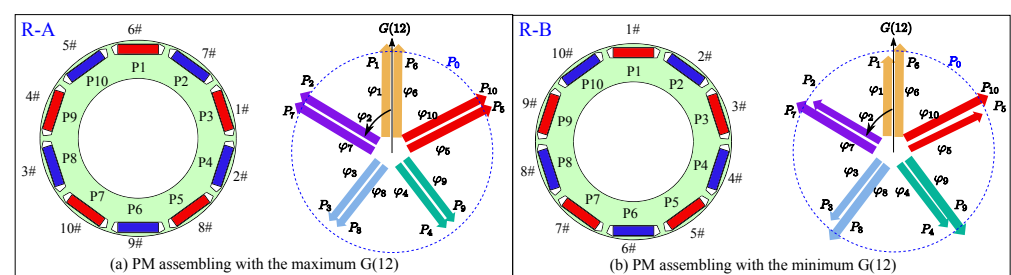 R-A
6#
5#
7#
4#
1#
3#
2#
10#
8#
9#
P1
P10
P2
P9
P3
P8
P4
P7
P5
P6
G(12)
P1
P6
P0
P2
P7
P10
P5
φ1
φ6
φ2
φ10
φ7
φ5
φ3
φ8
φ4
φ9
P3
P8
P9
P4
(a) PM assembling with the maximum G(12)
R-B
1#
10#
2#
9#
3#
8#
4#
7#
5#
6#
P1
P10
P2
P9
P3
P8
P4
P7
P5
P6
G(12)
P1
P6
P0
P2
P7
P10
P5
φ1
φ6
φ2
φ10
φ7
φ5
φ3
φ8
φ4
φ9
P3
P8
P9
P4
(b) PM assembling with the minimum G(12)